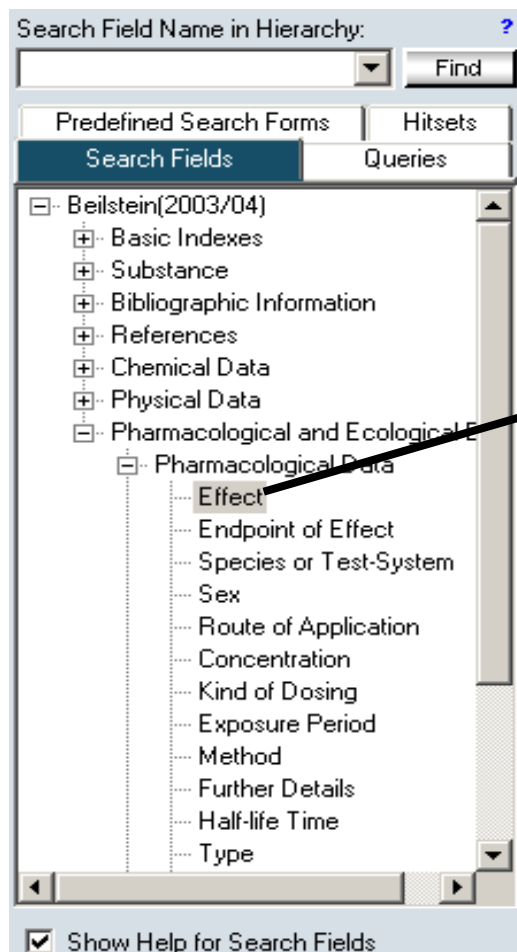 Search Field Name in Hierarchy: ?
Find
Predefined Search Forms Hitsets
Search Fields Queries
Beilstein(2003/04)
Basic Indexes
Substance
Bibliographic Information
References
Chemical Data
Physical Data
Pharmacological and Ecological
Pharmacological Data
Effect
Endpoint of Effect
Species or Test-System
Sex
Route of Application
Concentration
Kind of Dosing
Exposure Period
Method
Further Details
Half-life Time
Type
Show Help for Search Fields